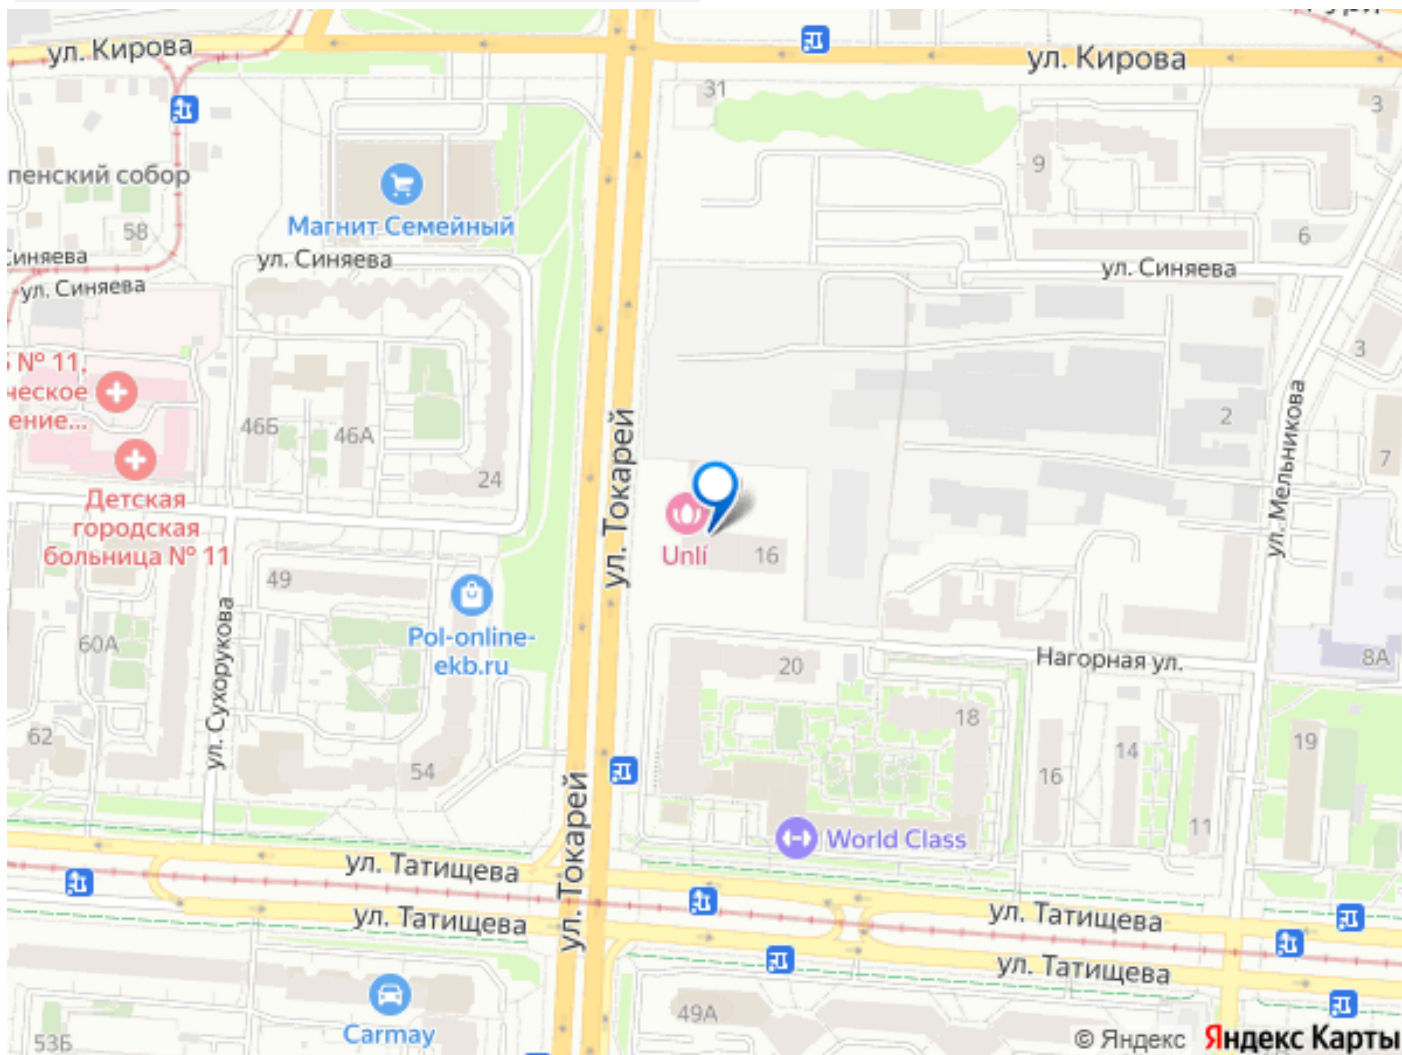 ул. Кирова
ул. Кирова
31
3
9
пенский собор
Магнит Семейный
58
6
синяева
ул. Синяева
ул. Синяева
ул. Синяева
3
№ 11,
ческое
ение...
46Б
46А
24
2
7
ул. Токарей
ул. Мельникова
Детская
городская
больница № 11
Unlí
16
49
Pol-online-
ekb.ru
60А
ул. Сухорукова
20
Нагорная ул.
8А
18
62
54
16
14
19
11
World Class
ул. Токарей
ул. Татищева
ул. Татищева
ул. Татищева
ул. Татищева
49А
Carmay
53Б
© Яндекс Яндекс Карты